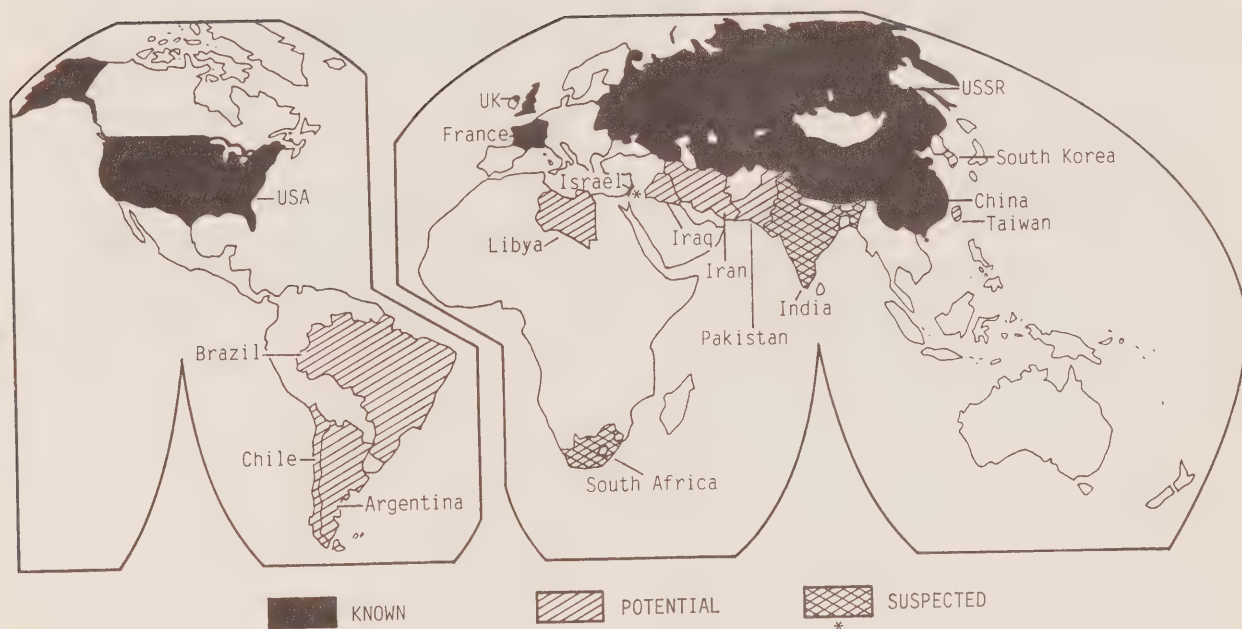 UK
USSR
France
South Korea
Israel
USA
China
Taiwan
Libya
Iraq
Iran
India
Pakistan
Brazil
Chile
South Africa
Argentina
KNOWN
POTENTIAL
SUSPECTED
*
*